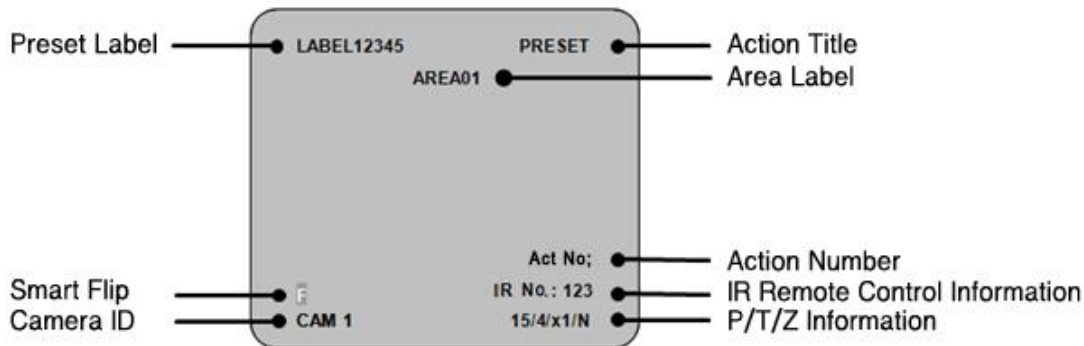 Preset Label LABEL12345 PRESET Action Title
AREA01 Area Label
Act No; Action Number
Smart Flip F IR No.: 123 IR Remote Control Information
Camera ID CAM 1 15/4/x1/N P/T/Z Information